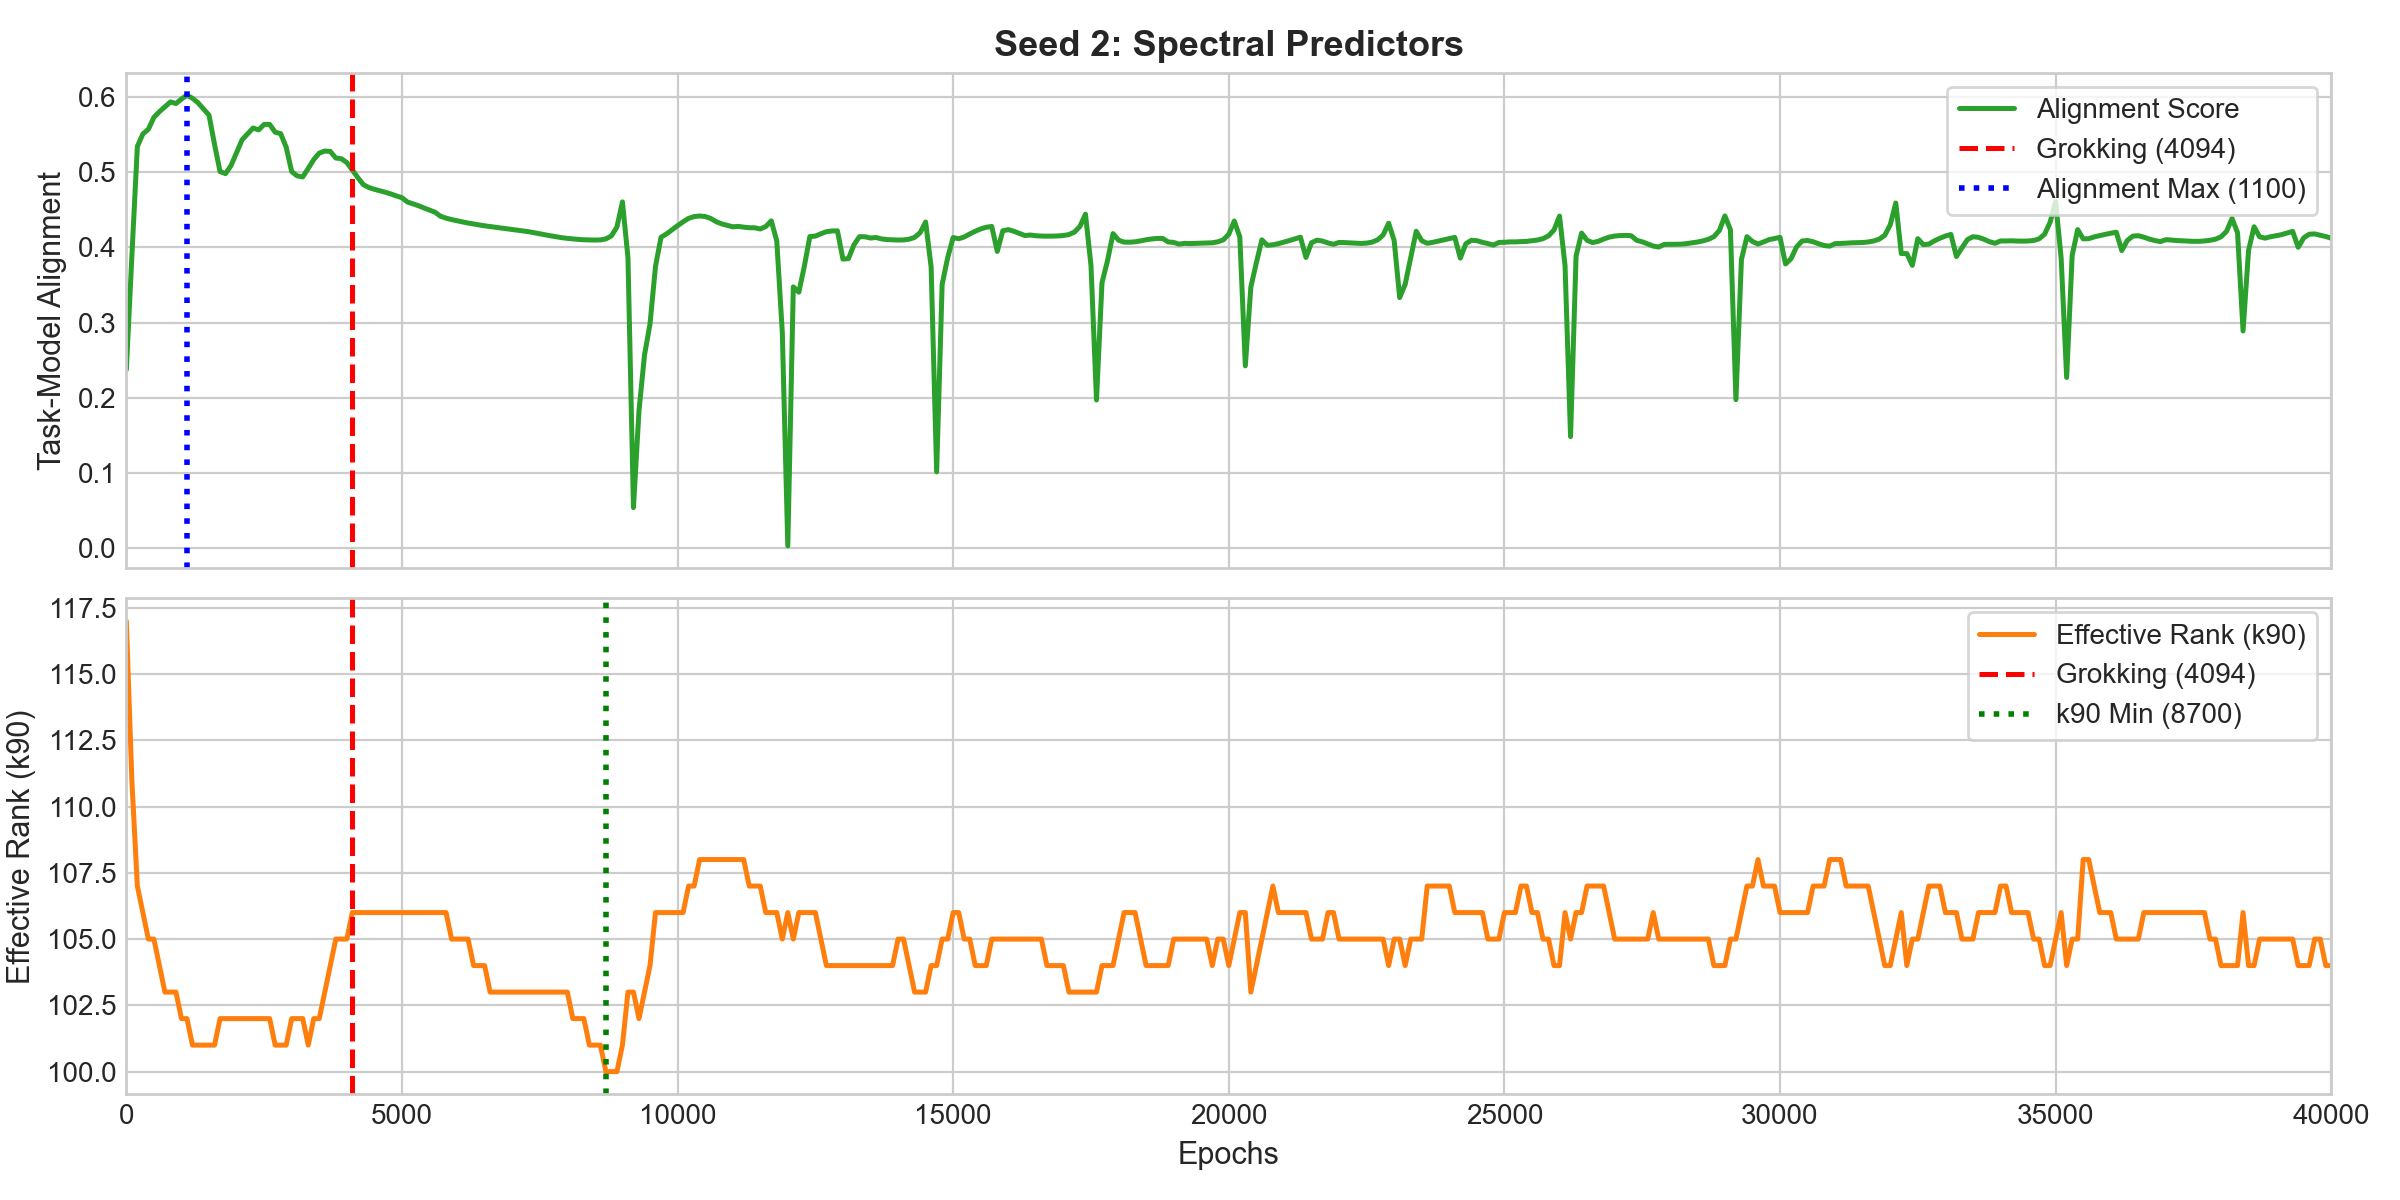 Seed 2: Spectral Predictors
Task-Model Alignment
0.6
0.5
0.4
0.3
0.2
0.1
0.0
Alignment Score
Grokking (4094)
Alignment Max (1100)
Effective Rank (k90)
117.5
115.0
112.5
110.0
107.5
105.0
102.5
100.0
Effective Rank (k90)
Grokking (4094)
k90 Min (8700)
0 5000 10000 15000 20000 25000 30000 35000 40000
Epochs